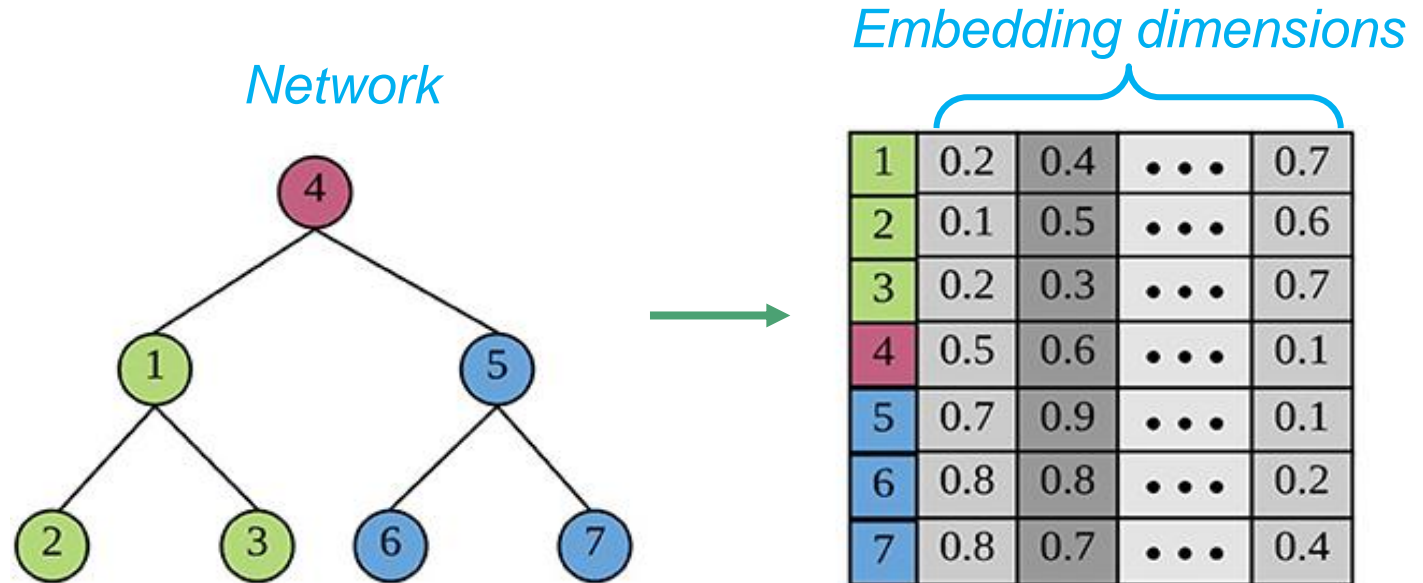 Embedding dimensions
Network
4
1 5
2 3 6 7
1 0.2 0.4 • • • 0.7
2 0.1 0.5 • • • 0.6
3 0.2 0.3 • • • 0.7
4 0.5 0.6 • • • 0.1
5 0.7 0.9 • • • 0.1
6 0.8 0.8 • • • 0.2
7 0.8 0.7 • • • 0.4